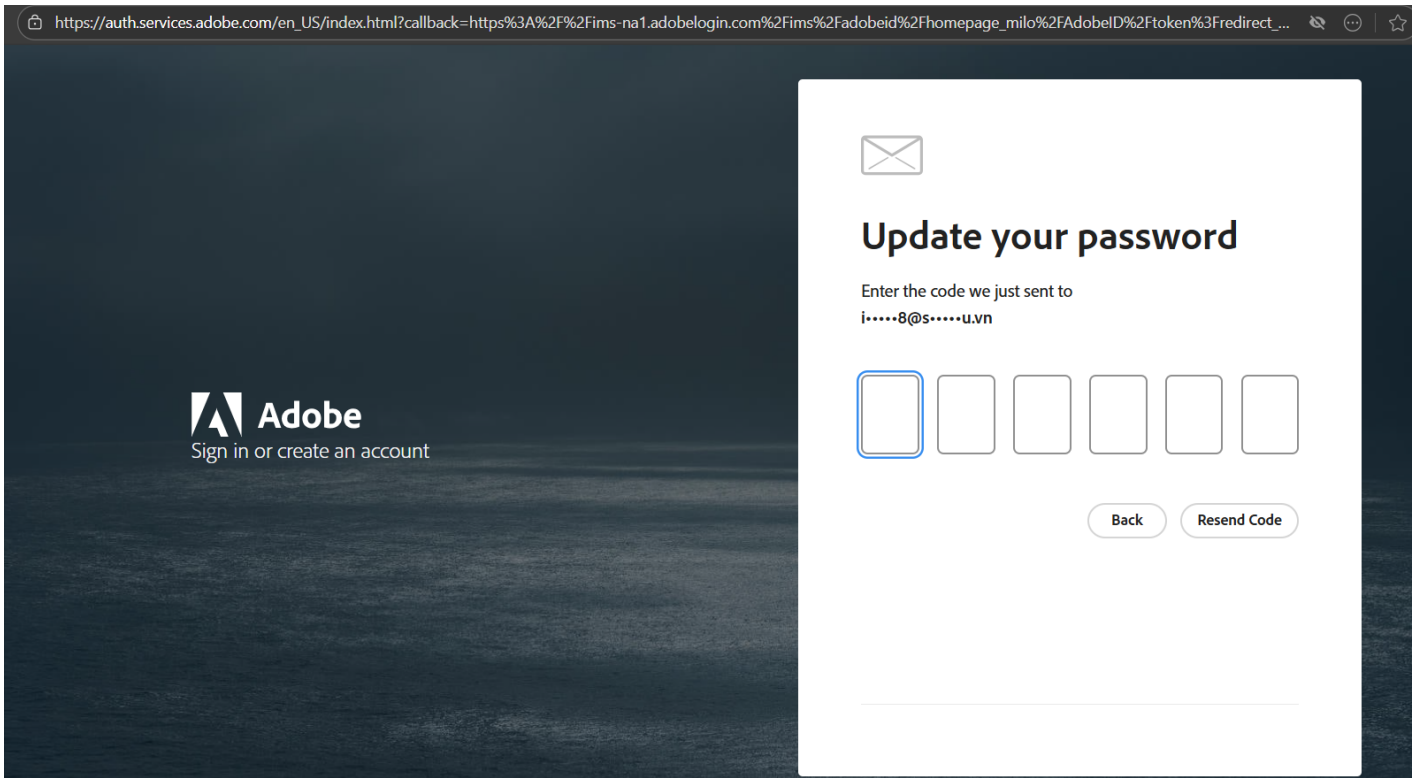 https://auth.services.adobe.com/en_US/index.html?callback=https%3A%2F%2Fims-na1.adobelogin.com%2Fims%2Fadobeid%2Fhomepage_milo%2FAdobeID%2Ftoken%3Fredirect_...
Update your password
Enter the code we just sent to
i•••••8@s•••••u.vn
Adobe
Sign in or create an account
Back
Resend Code